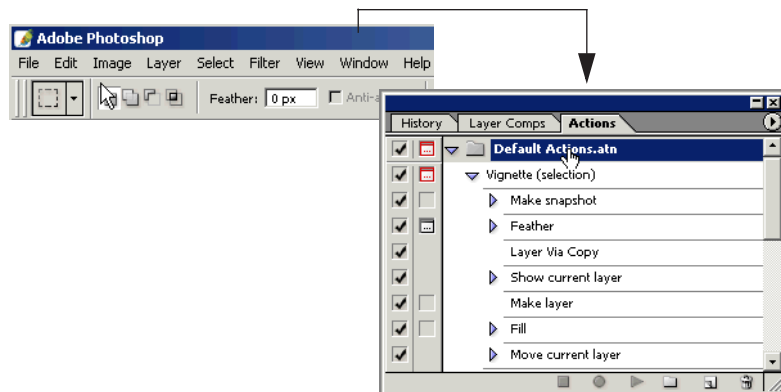 Adobe Photoshop
File Edit Image Layer Select Filter View Window Help
Feather: 0 px Anti-a
History Layer Comps Actions
Default Actions.atn
Vignette (selection)
Make snapshot
Feather
Layer Via Copy
Show current layer
Make layer
Fill
Move current layer